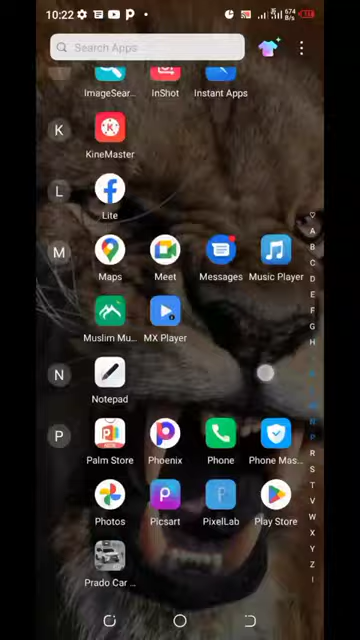 10:22
674 B/s
Search Apps
ImageSear...
InShot
Instant Apps
K
KineMaster
L
Lite
M
Maps
Meet
Messages
Music Player
Muslim Mu...
MX Player
N
Notepad
P
Palm Store
Phoenix
Phone
Phone Mas...
Photos
Picsart
PixelLab
Play Store
Prado Car ...
A
B
C
D
E
F
G
H
P
R
S
T
V
W
X
Y
Z